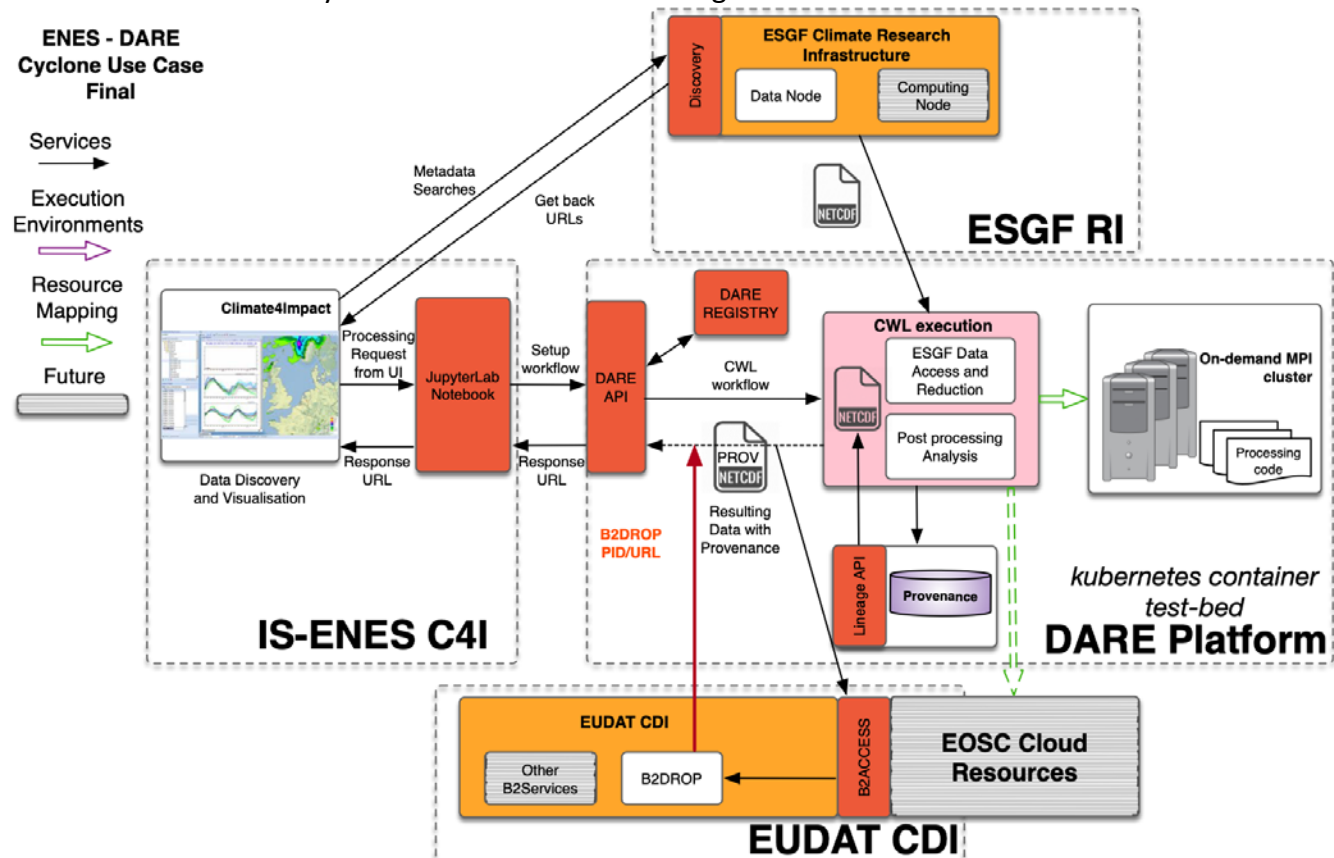 ENES - DARE
Cyclone Use Case
Final
Services
Execution
Environments
Resource
Mapping
Future
Discovery
ESGF Climate Research
Infrastructure
Data Node
Computing
Node
Metadata
Searches
Get back
URLs
NETCDF
ESGF RI
Climate4Impact
Data Discovery
and Visualisation
Processing
Request
from UI
Response
URL
JupyterLab
Notebook
Setup
workflow
Response
URL
IS-ENES C4I
DARE
API
DARE
REGISTRY
CWL
workflow
B2DROP
PID/URL
PROV
NETCDF
Resulting
Data with
Provenance
CWL execution
NETCDF
ESGF Data
Access and
Reduction
Post processing
Analysis
Lineage API
Provenance
On-demand MPI
cluster
Processing
code
kubernetes container
test-bed
DARE Platform
EUDAT CDI
Other
B2Services
B2DROP
B2ACCESS
EOSC Cloud
Resources
EUDAT CDI